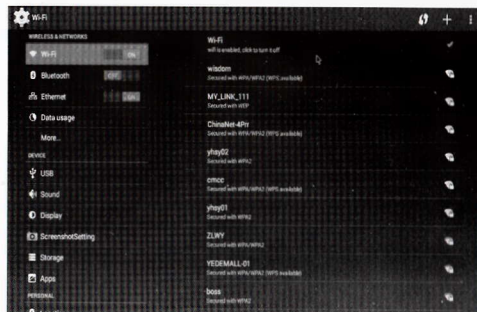 Wi-Fi
WIRELESS & NETWORKS
Wi-Fi
ON
Bluetooth
OFF
Ethernet
ON
Data usage
More...
DEVICE
USB
Sound
Display
ScreenshotSetting
Storage
Apps
PERSONAL
Wi-Fi
wifi is enabled, click to turn it off
wisdom
Secured with WPA/WPA2 (WPS available)
MY_LINK_111
Secured with WEP
ChinaNet-4Prr
Secured with WPA/WPA2 (WPS available)
yhsy02
Secured with WPA2
cmcc
Secured with WPA/WPA2 (WPS available)
yhsy01
Secured with WPA2
ZLWY
Secured with WPA/WPA2
YEDEMALL-01
Secured with WPA/WPA2 (WPS available)
boss
Secured with WPA2